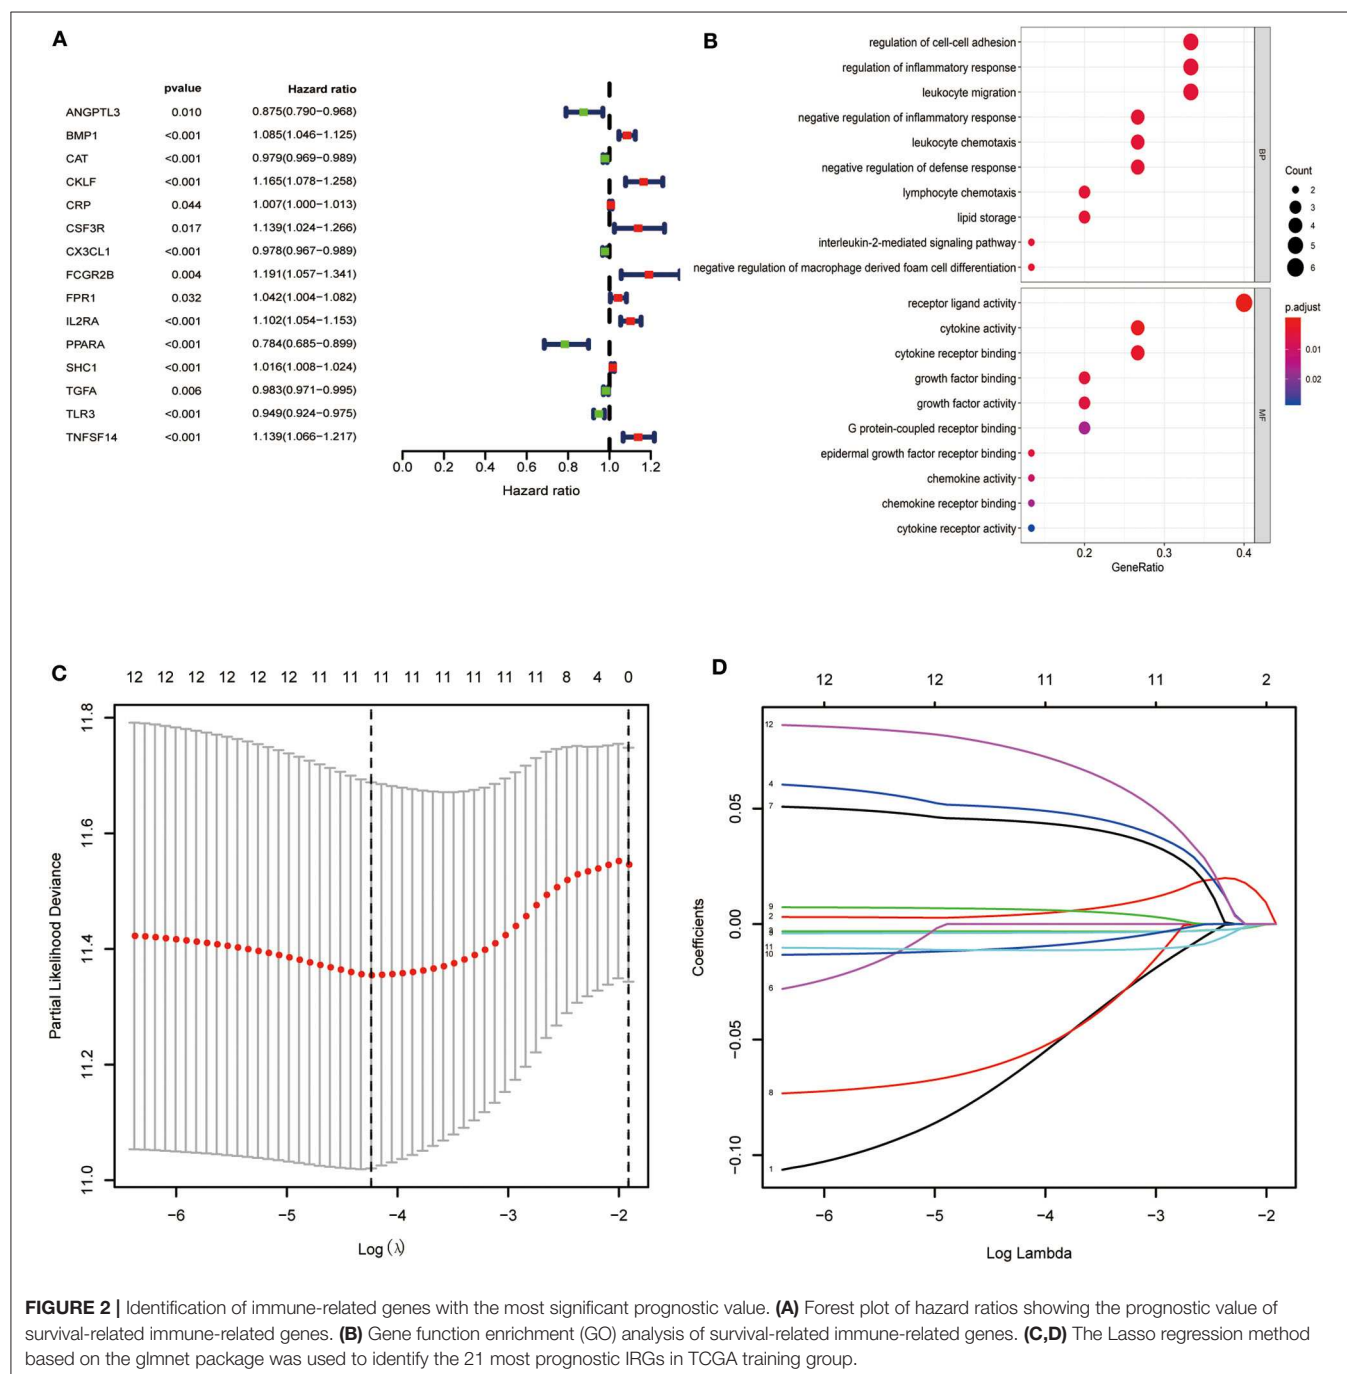 A
pvalue Hazard ratio
ANGPTL3 0.010 0.875(0.790−0.968)
BMP1 <0.001 1.085(1.046−1.125)
CAT <0.001 0.979(0.969−0.989)
CKLF <0.001 1.165(1.078−1.258)
CRP 0.044 1.007(1.000−1.013)
CSF3R 0.017 1.139(1.024−1.266)
CX3CL1 <0.001 0.978(0.967−0.989)
FCGR2B 0.004 1.191(1.057−1.341)
FPR1 0.032 1.042(1.004−1.082)
IL2RA <0.001 1.102(1.054−1.153)
PPARA <0.001 0.784(0.685−0.899)
SHC1 <0.001 1.016(1.008−1.024)
TGFA 0.006 0.983(0.971−0.995)
TLR3 <0.001 0.949(0.924−0.975)
TNFSF14 <0.001 1.139(1.066−1.217)
0.0 0.2 0.4 0.6 0.8 1.0 1.2
Hazard ratio
B
regulation of cell-cell adhesion
regulation of inflammatory response
leukocyte migration
negative regulation of inflammatory response
leukocyte chemotaxis
negative regulation of defense response
lymphocyte chemotaxis
lipid storage
interleukin-2-mediated signaling pathway
negative regulation of macrophage derived foam cell differentiation
BP
receptor ligand activity
cytokine activity
cytokine receptor binding
growth factor binding
growth factor activity
G protein-coupled receptor binding
epidermal growth factor receptor binding
chemokine activity
chemokine receptor binding
cytokine receptor activity
MF
0.2 0.3 0.4
GeneRatio
Count
2
3
4
5
6
p.adjust
0.01
0.02
C
12 12 12 12 12 12 11 11 11 11 11 11 11 11 8 4 0
11.8
11.6
11.4
11.2
11.0
Partial Likelihood Deviance
−6 −5 −4 −3 −2
Log (λ)
D
12 12 11 11 2
0.05
0.00
−0.05
−0.10
Coefficients
12
4
7
9
2
11
10
6
8
1
−6 −5 −4 −3 −2
Log Lambda
FIGURE 2 | Identification of immune-related genes with the most significant prognostic value. (A) Forest plot of hazard ratios showing the prognostic value of
survival-related immune-related genes. (B) Gene function enrichment (GO) analysis of survival-related immune-related genes. (C,D) The Lasso regression method
based on the glmnet package was used to identify the 21 most prognostic IRGs in TCGA training group.